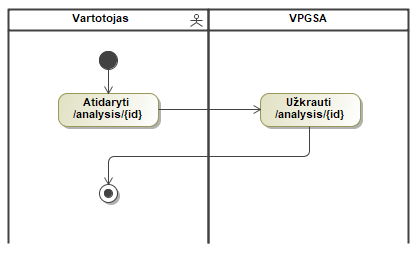 Vartotojas
VPGSA
Atidaryti
/analysis/{id}
Užkrauti
/analysis/{id}